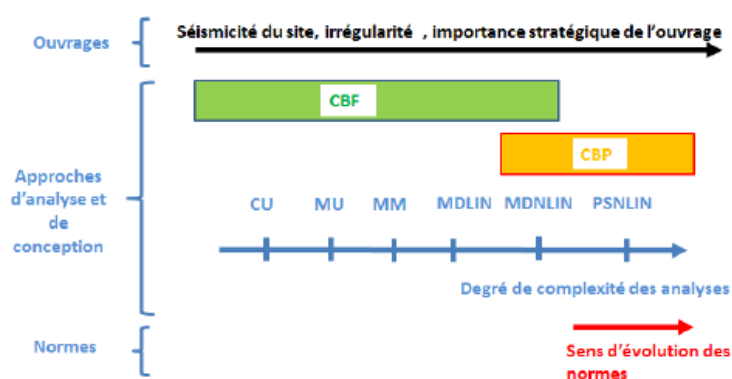 Ouvrages
Séismicité du site, irrégularité , importance stratégique de l'ouvrage
CBF
CBP
Approches
d'analyse et
de
conception
CU MU MM MDLIN MDNLIN PSNLIN
Degré de complexité des analyses
Normes
Sens d'évolution des
normes